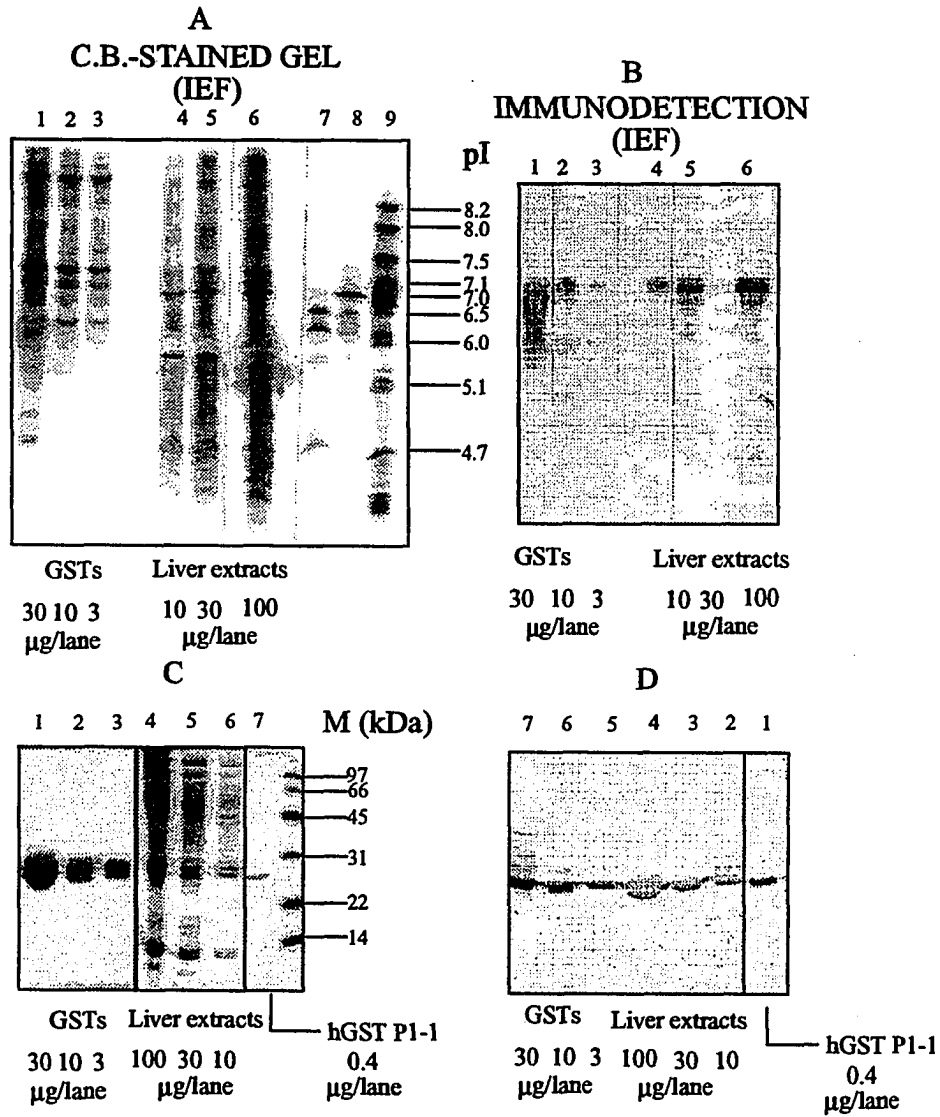 A
C.B.-STAINED GEL
(IEF)
1 2 3 4 5 6 7 8 9
pI
8.2
8.0
7.5
7.1
7.0
6.5
6.0
5.1
4.7
GSTs Liver extracts
30 10 3 10 30 100
µg/lane µg/lane
B
IMMUNODETECTION
(IEF)
1 2 3 4 5 6
GSTs Liver extracts
30 10 3 10 30 100
µg/lane µg/lane
C
1 2 3 4 5 6 7 M (kDa)
97
66
45
31
22
14
GSTs Liver extracts
hGST P1-1
30 10 3 100 30 10 0.4
µg/lane µg/lane µg/lane
D
7 6 5 4 3 2 1
GSTs Liver extracts
hGST P1-1
30 10 3 100 30 10 0.4
µg/lane µg/lane µg/lane